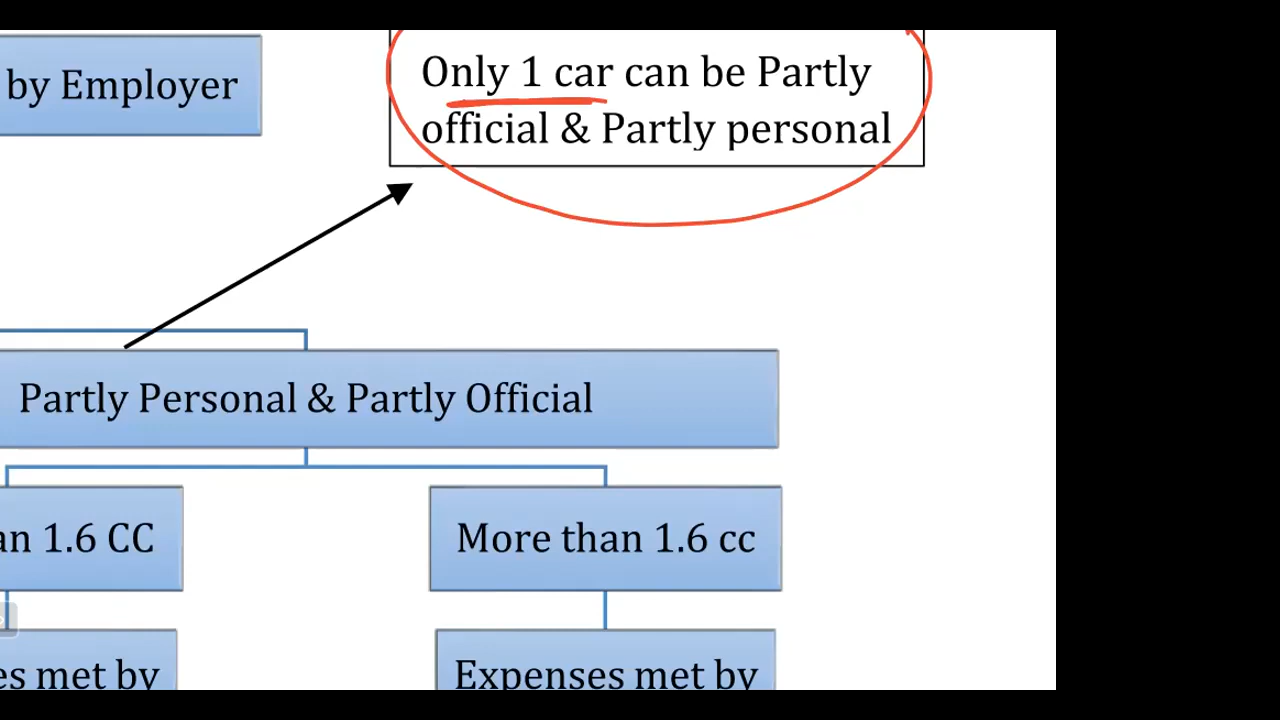 by Employer
Only 1 car can be Partly
official & Partly personal
Partly Personal & Partly Official
an 1.6 CC
More than 1.6 cc
es met by
Expenses met by